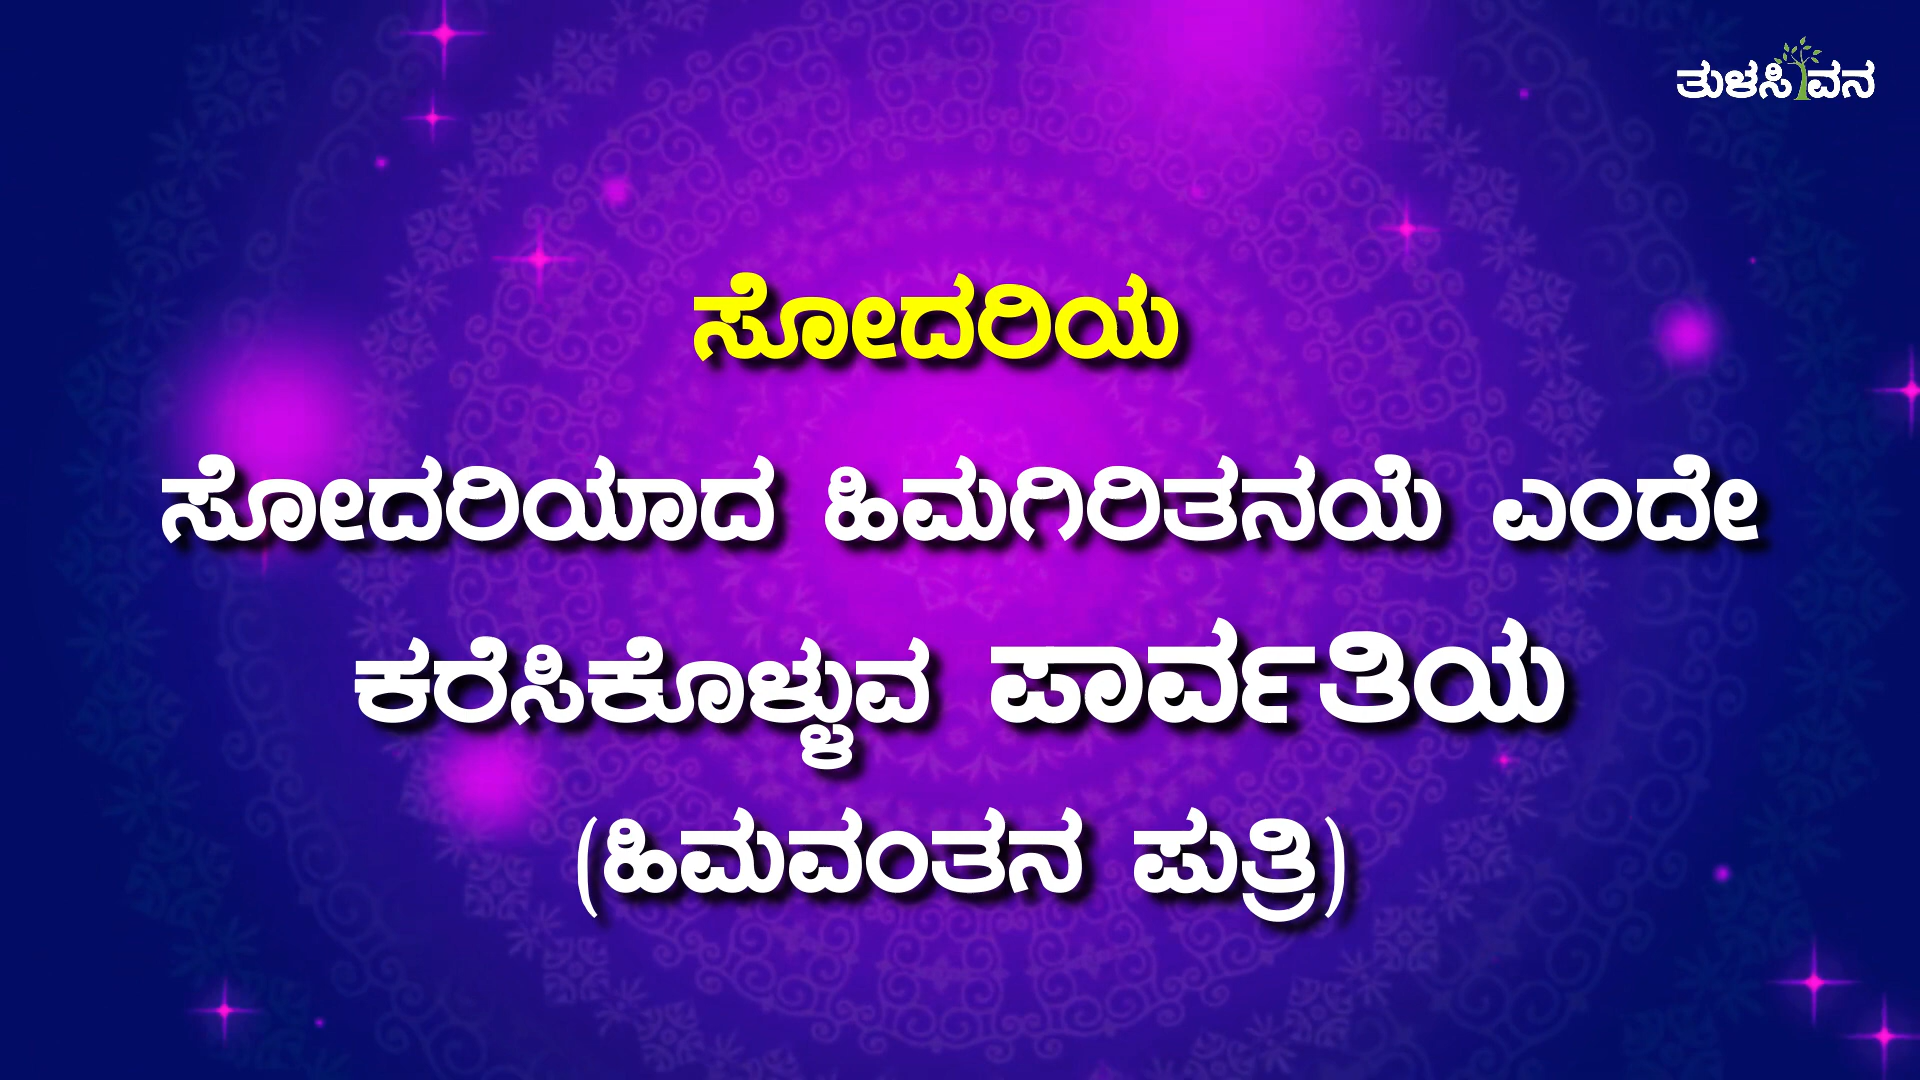 ತುಳಸಿವನ
ಸೋದರಿಯ
ಸೋದರಿಯಾದ ಹಿಮಗಿರಿತನಯೆ ಎಂದೇ
ಕರೆಸಿಕೊಳ್ಳುವ ಪಾರ್ವತಿಯ
(ಹಿಮವಂತನ ಪುತ್ರಿ)